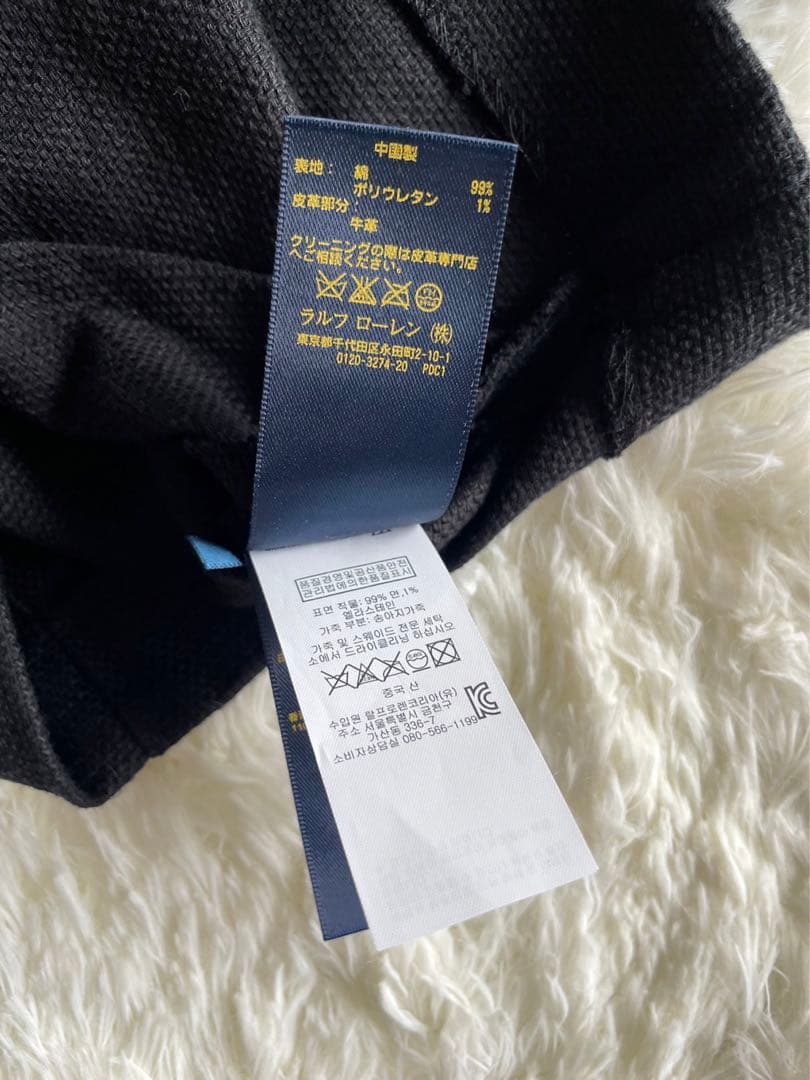 中国製
表地： 綿 99%
ポリウレタン 1%
皮革部分：
牛革
クリーニングの際は皮革専門店
へご相談ください。
ラルフ ローレン (株)
東京都千代田区永田町2-10-1
0120-3274-20 PDC1
품질경영및공산품안전
관리법에의한품질표시
표면 직물: 99% 면,1%
엘라스테인
가죽 부분: 송아지가죽
가죽 및 스웨이드 전문 세탁
소에서 드라이클리닝 하십시오
중국 산
수입원 랄프로렌코리아(유)
주소 서울특별시 금천구
가산동 336-7
소비자상담실 080-566-1199